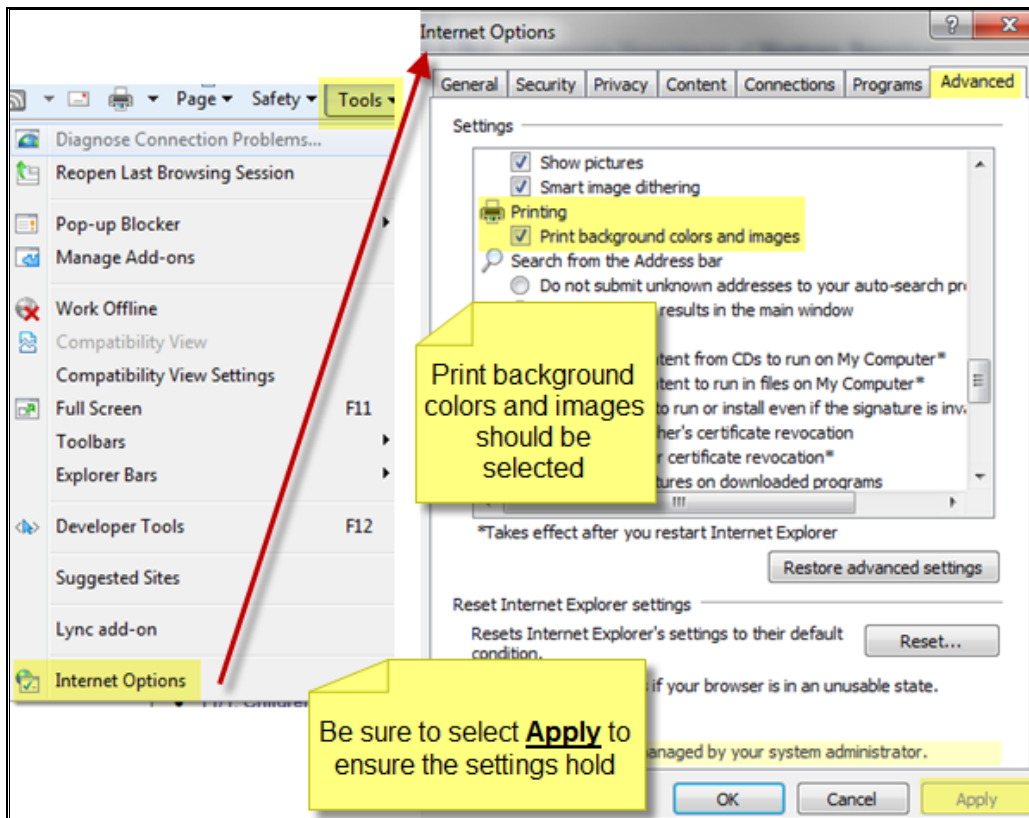 Page Safety Tools
Diagnose Connection Problems...
Reopen Last Browsing Session
Pop-up Blocker
Manage Add-ons
Work Offline
Compatibility View
Compatibility View Settings
Full Screen F11
Toolbars
Explorer Bars
Developer Tools F12
Suggested Sites
Lync add-on
Internet Options
Internet Options
General Security Privacy Content Connections Programs Advanced
Settings
Show pictures
Smart image dithering
Printing
Print background colors and images
Search from the Address bar
Do not submit unknown addresses to your auto-search
results in the main window
from CDs to run on My Computer*
to run in files on My Computer*
to run or install even if the signature is
certificate revocation
certificate revocation*
on downloaded programs
*Takes effect after you restart Internet Explorer
Restore advanced settings
Reset Internet Explorer settings
Resets Internet Explorer's settings to their default
condition.
Reset...
if your browser is in an unusable state.
managed by your system administrator.
OK Cancel Apply
Print background
colors and images
should be
selected
Be sure to select Apply to
ensure the settings hold